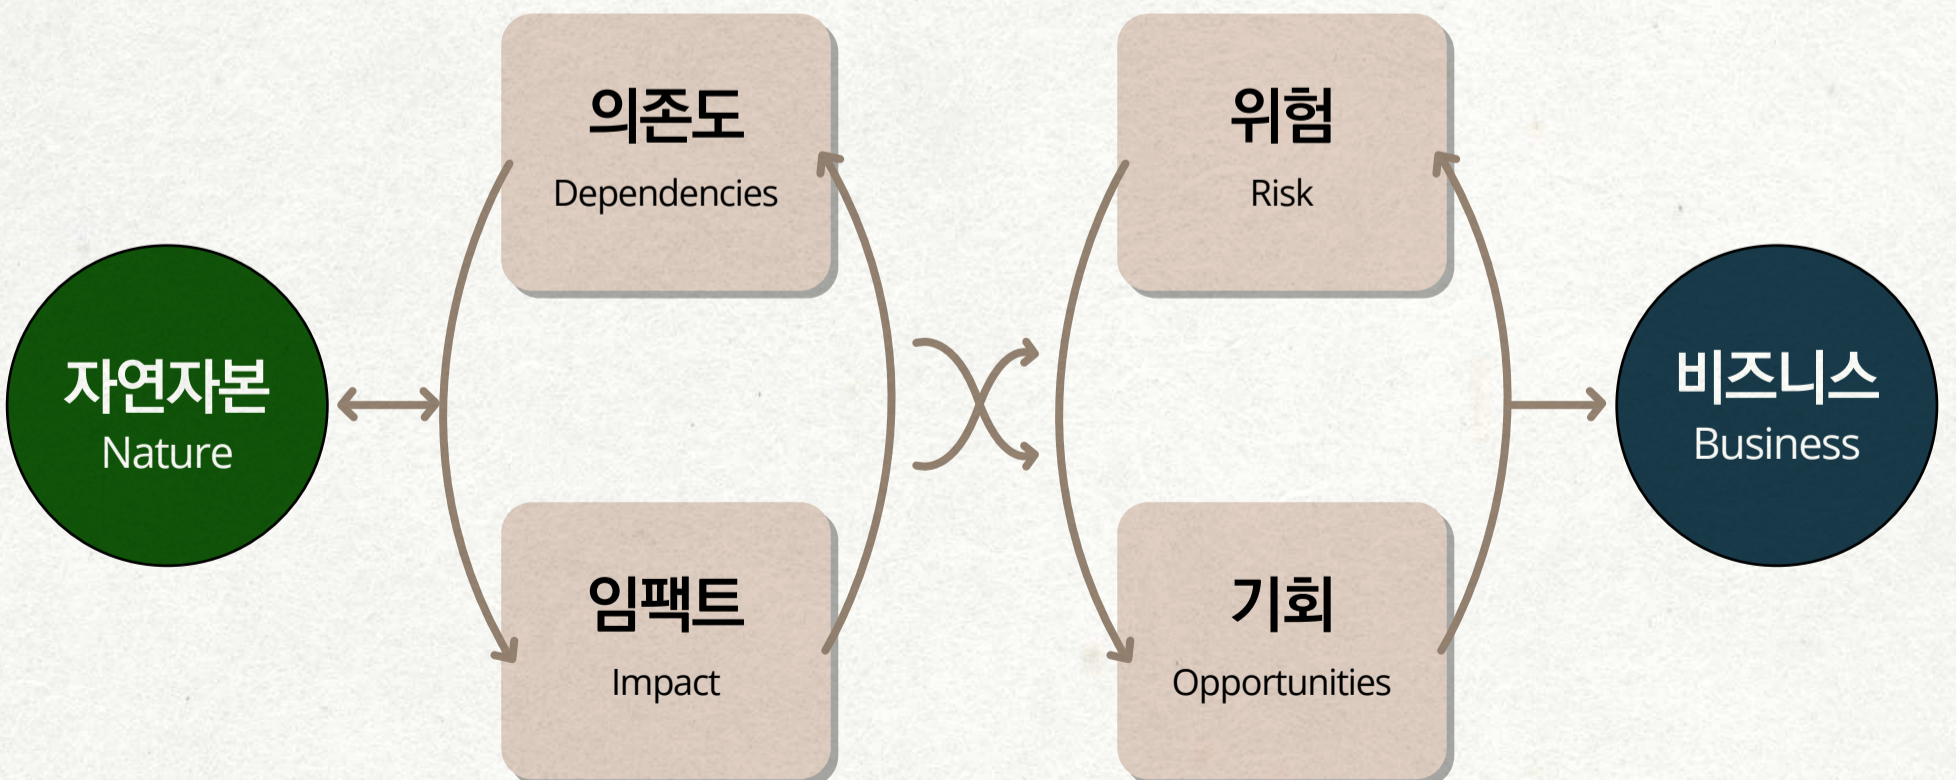 의존도
Dependencies
위험
Risk
자연자본
Nature
비즈니스
Business
임팩트
Impact
기회
Opportunities